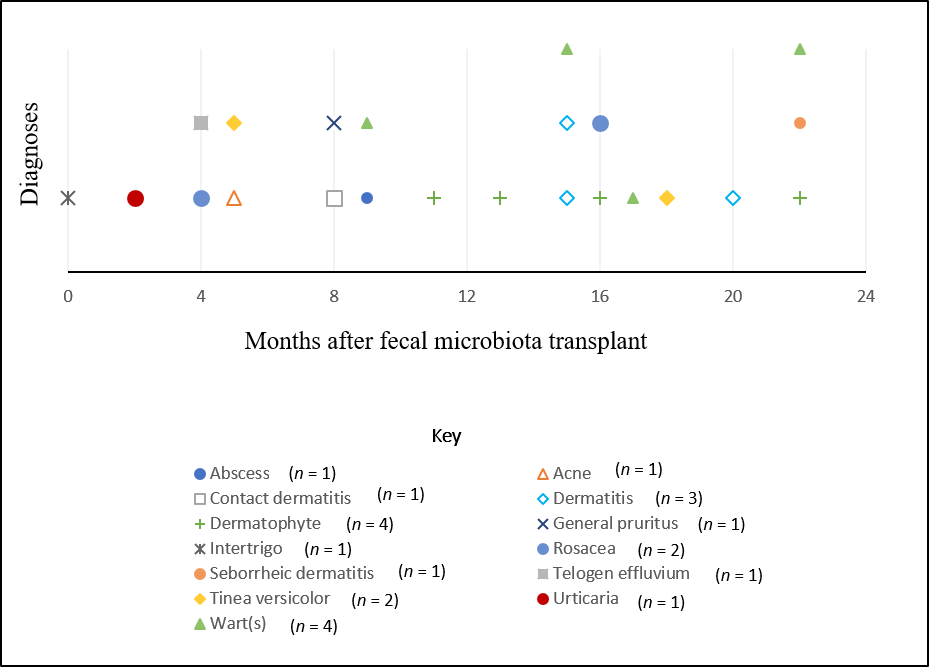 Diagnoses
0 4 8 12 16 20 24
Months after fecal microbiota transplant
Key
Abscess (n = 1) Acne (n = 1)
Contact dermatitis (n = 1) Dermatitis (n = 3)
Dermatophyte (n = 4) General pruritus (n = 1)
Intertrigo (n = 1) Rosacea (n = 2)
Seborrheic dermatitis (n = 1) Telogen effluvium (n = 1)
Tinea versicolor (n = 2) Urticaria (n = 1)
Wart(s) (n = 4)